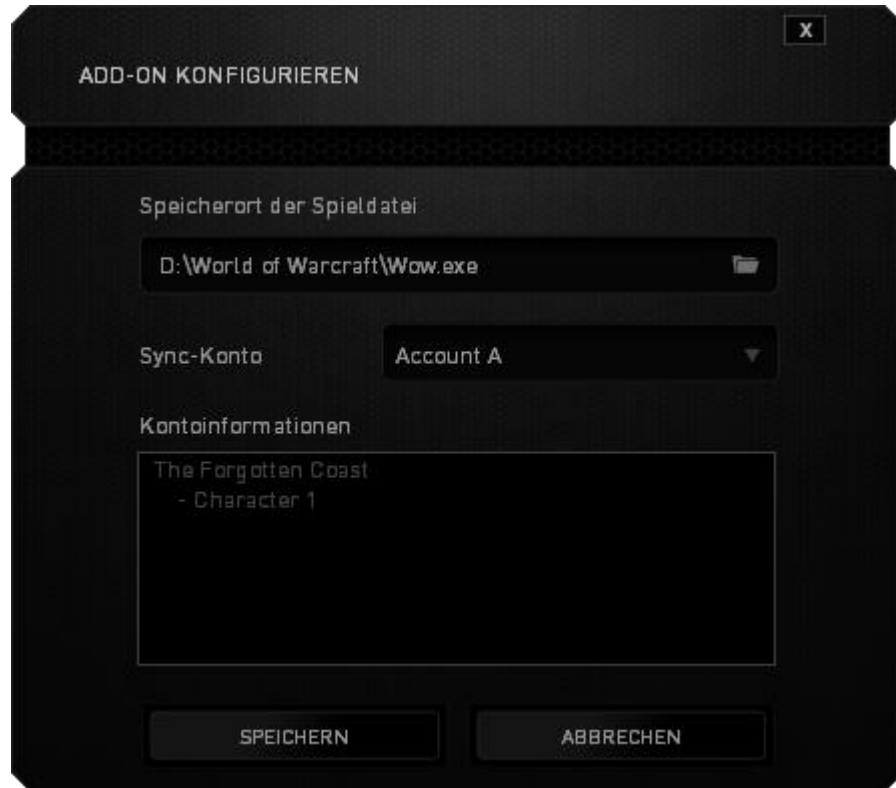 X
ADD-ON KONFIGURIEREN
Speicherort der Spieldatei
D:\World of Warcraft\Wow.exe
Sync-Konto
Account A
Kontoinformationen
The Forgotten Coast
- Character 1
SPEICHERN
ABBRECHEN